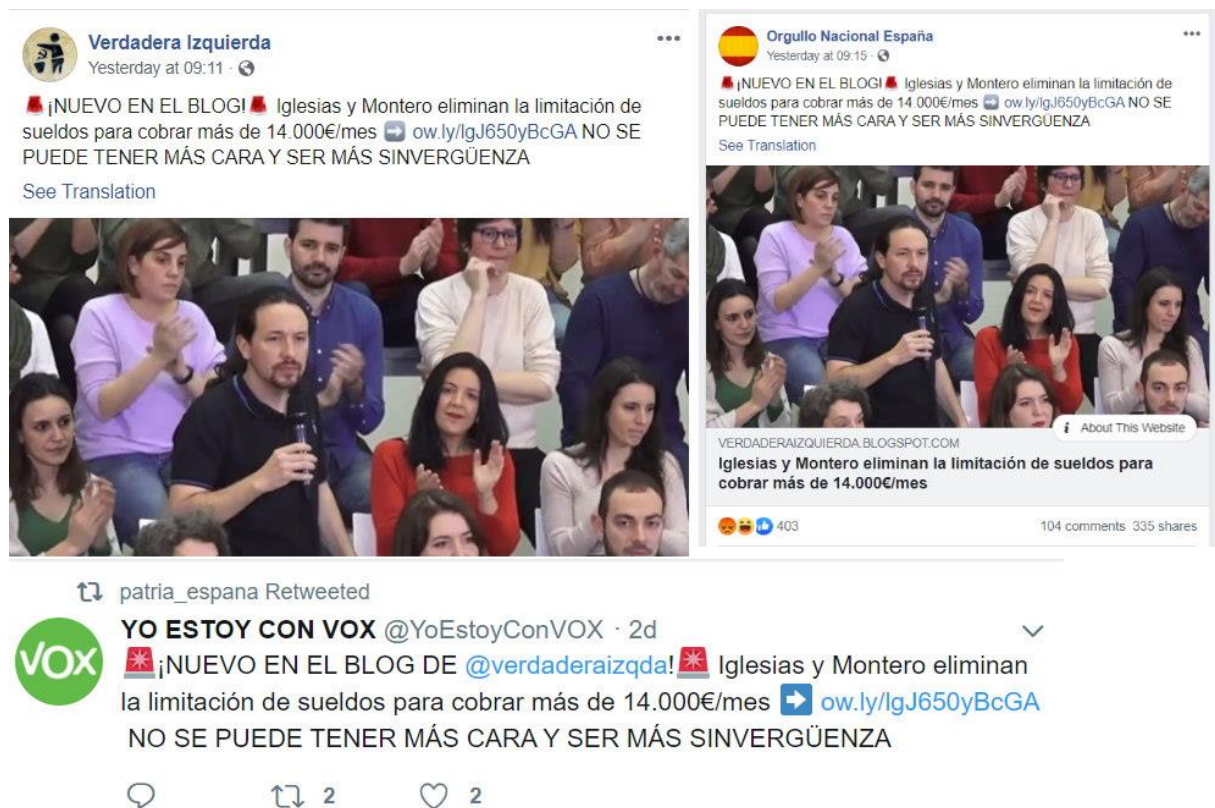 Verdadera Izquierda
Yesterday at 09:11 ·
¡NUEVO EN EL BLOG! Iglesias y Montero eliminan la limitación de
sueldos para cobrar más de 14.000€/mes ➡ ow.ly/lgJ650yBcGA NO SE
PUEDE TENER MÁS CARA Y SER MÁS SINVERGÜENZA
See Translation
Orgullo Nacional España
Yesterday at 09:15 ·
¡NUEVO EN EL BLOG! Iglesias y Montero eliminan la limitación de
sueldos para cobrar más de 14.000€/mes ➡ ow.ly/lgJ650yBcGA NO SE
PUEDE TENER MÁS CARA Y SER MÁS SINVERGÜENZA
See Translation
i About This Website
VERDADERAIZQUIERDA.BLOGSPOT.COM
Iglesias y Montero eliminan la limitación de sueldos para
cobrar más de 14.000€/mes
403
104 comments 335 shares
patria_espana Retweeted
VOX
YO ESTOY CON VOX @YoEstoyConVOX · 2d
🚨¡NUEVO EN EL BLOG DE @verdaderaizqda!🚨 Iglesias y Montero eliminan
la limitación de sueldos para cobrar más de 14.000€/mes ➡ ow.ly/lgJ650yBcGA
NO SE PUEDE TENER MÁS CARA Y SER MÁS SINVERGÜENZA
2 2